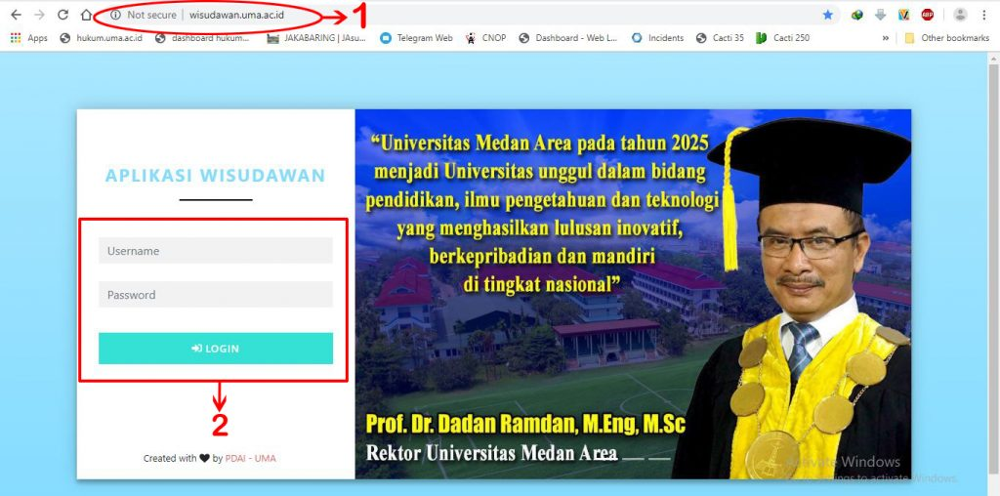 Not secure | wisudawan.uma.ac.id
1
Apps
hukum.uma.ac.id
dashboard hukum...
JAKABARING | JAsu...
Telegram Web
CNOP
Dashboard - Web L...
Incidents
Cacti 35
Cacti 250
»
Other bookmarks
ABP
APLIKASI WISUDAWAN
Username
Password
LOGIN
2
Created with ♥ by PDAI - UMA
“Universitas Medan Area pada tahun 2025
menjadi Universitas unggul dalam bidang
pendidikan, ilmu pengetahuan dan teknologi
yang menghasilkan lulusan inovatif,
berkepribadian dan mandiri
di tingkat nasional”
Prof. Dr. Dadan Ramdan, M.Eng, M.Sc
Rektor Universitas Medan Area
Activate Windows
settings to activate Windows.